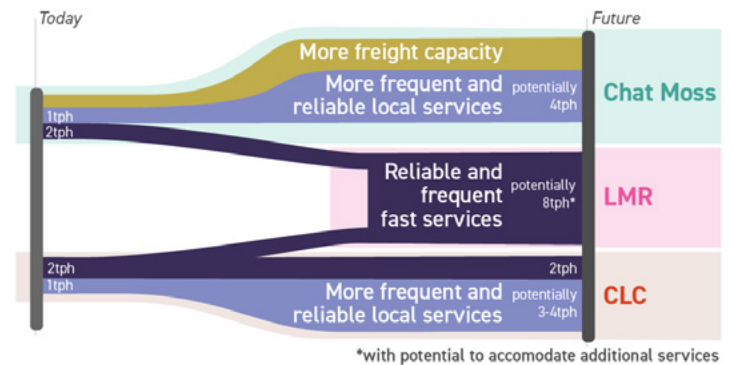 Today
Future
More freight capacity
More frequent and
reliable local services
potentially
4tph
Chat Moss
1tph
2tph
Reliable and
frequent
fast services
potentially
8tph*
LMR
2tph
2tph
1tph
More frequent and
reliable local services
potentially
3-4tph
CLC
*with potential to accomodate additional services